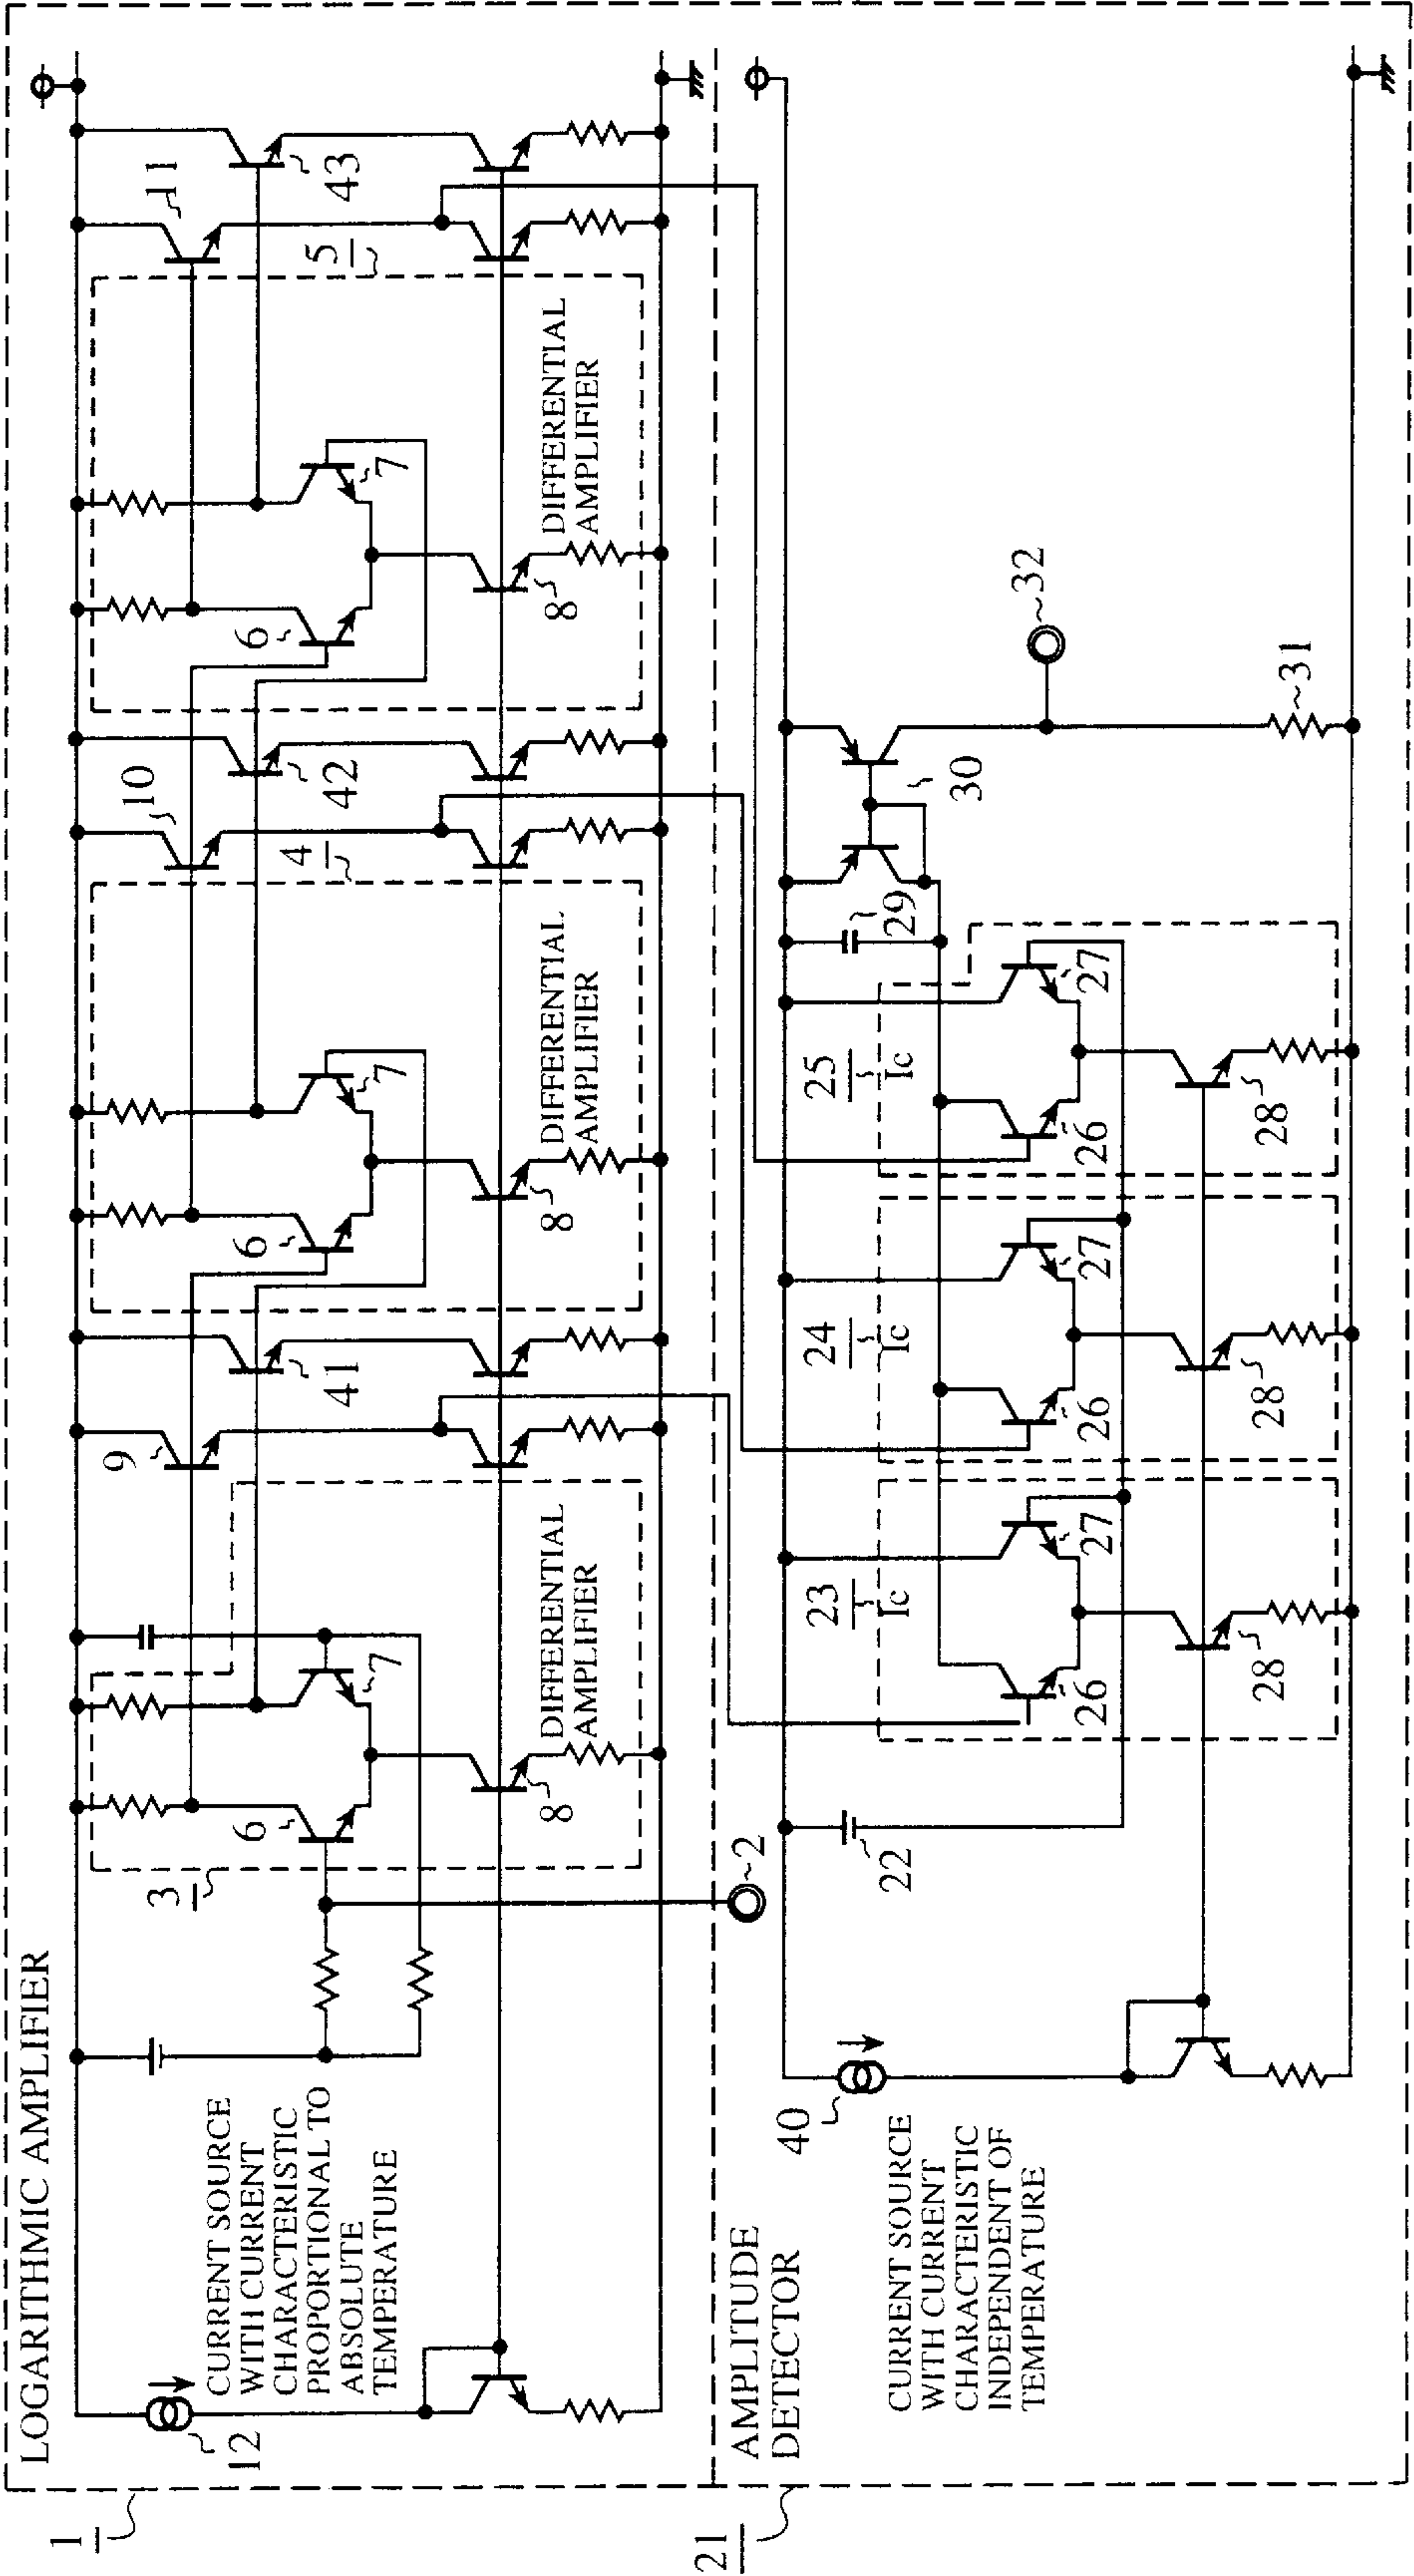 1
LOGARITHMIC AMPLIFIER
12
CURRENT SOURCE
WITH CURRENT
CHARACTERISTIC
PROPORTIONAL TO
ABSOLUTE
TEMPERATURE
3
6
7
8
DIFFERENTIAL
AMPLIFIER
9
41
4
6
7
8
DIFFERENTIAL
AMPLIFIER
10
42
5
6
7
8
DIFFERENTIAL
AMPLIFIER
11
43
2
21
AMPLITUDE
DETECTOR
40
CURRENT SOURCE
WITH CURRENT
CHARACTERISTIC
INDEPENDENT OF
TEMPERATURE
22
23
Ic
26
27
28
24
Ic
26
27
28
25
Ic
26
27
28
29
30
32
31